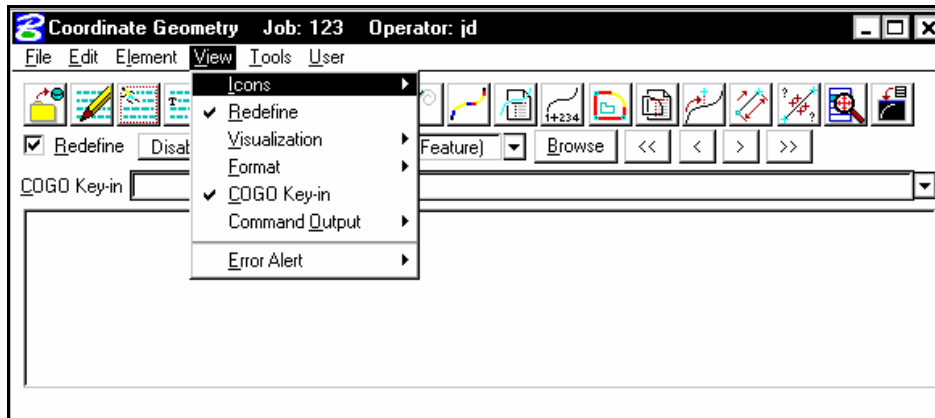 Coordinate Geometry Job: 123 Operator: jd
File Edit Element View Tools User
Icons
1+234
Redefine
Redefine Disab Feature) Browse << < > >>
Visualization
Format
COGO Key-in
COGO Key-in
Command Output
Error Alert